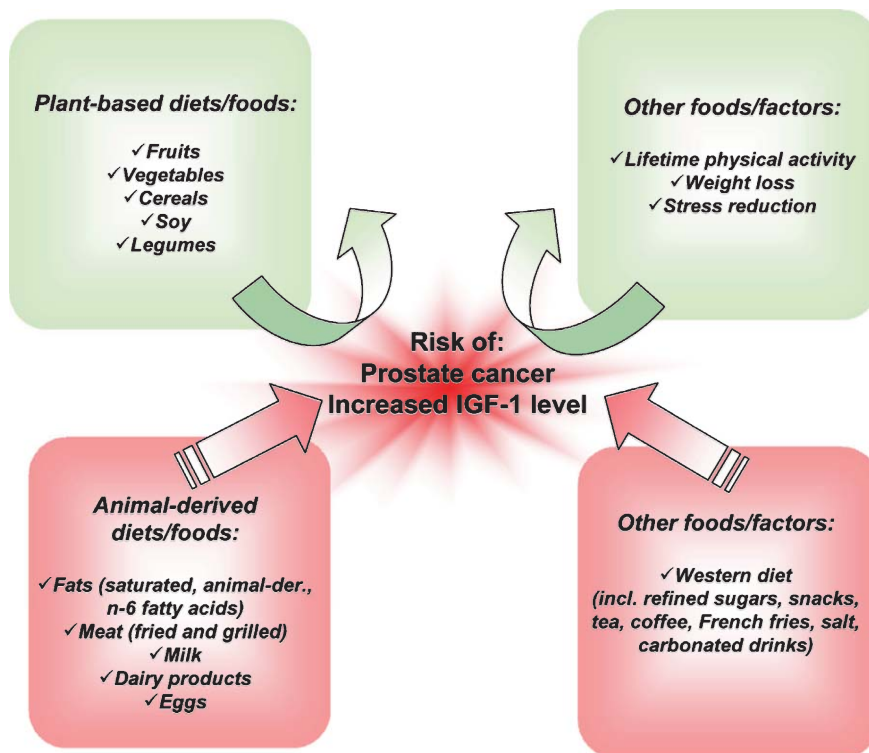 Plant-based diets/foods:
✓Fruits
✓Vegetables
✓Cereals
✓Soy
✓Legumes
Other foods/factors:
✓Lifetime physical activity
✓Weight loss
✓Stress reduction
Risk of:
Prostate cancer
Increased IGF-1 level
Animal-derived
diets/foods:
✓Fats (saturated, animal-der.,
n-6 fatty acids)
✓Meat (fried and grilled)
✓Milk
✓Dairy products
✓Eggs
Other foods/factors:
✓Western diet
(incl. refined sugars, snacks,
tea, coffee, French fries, salt,
carbonated drinks)